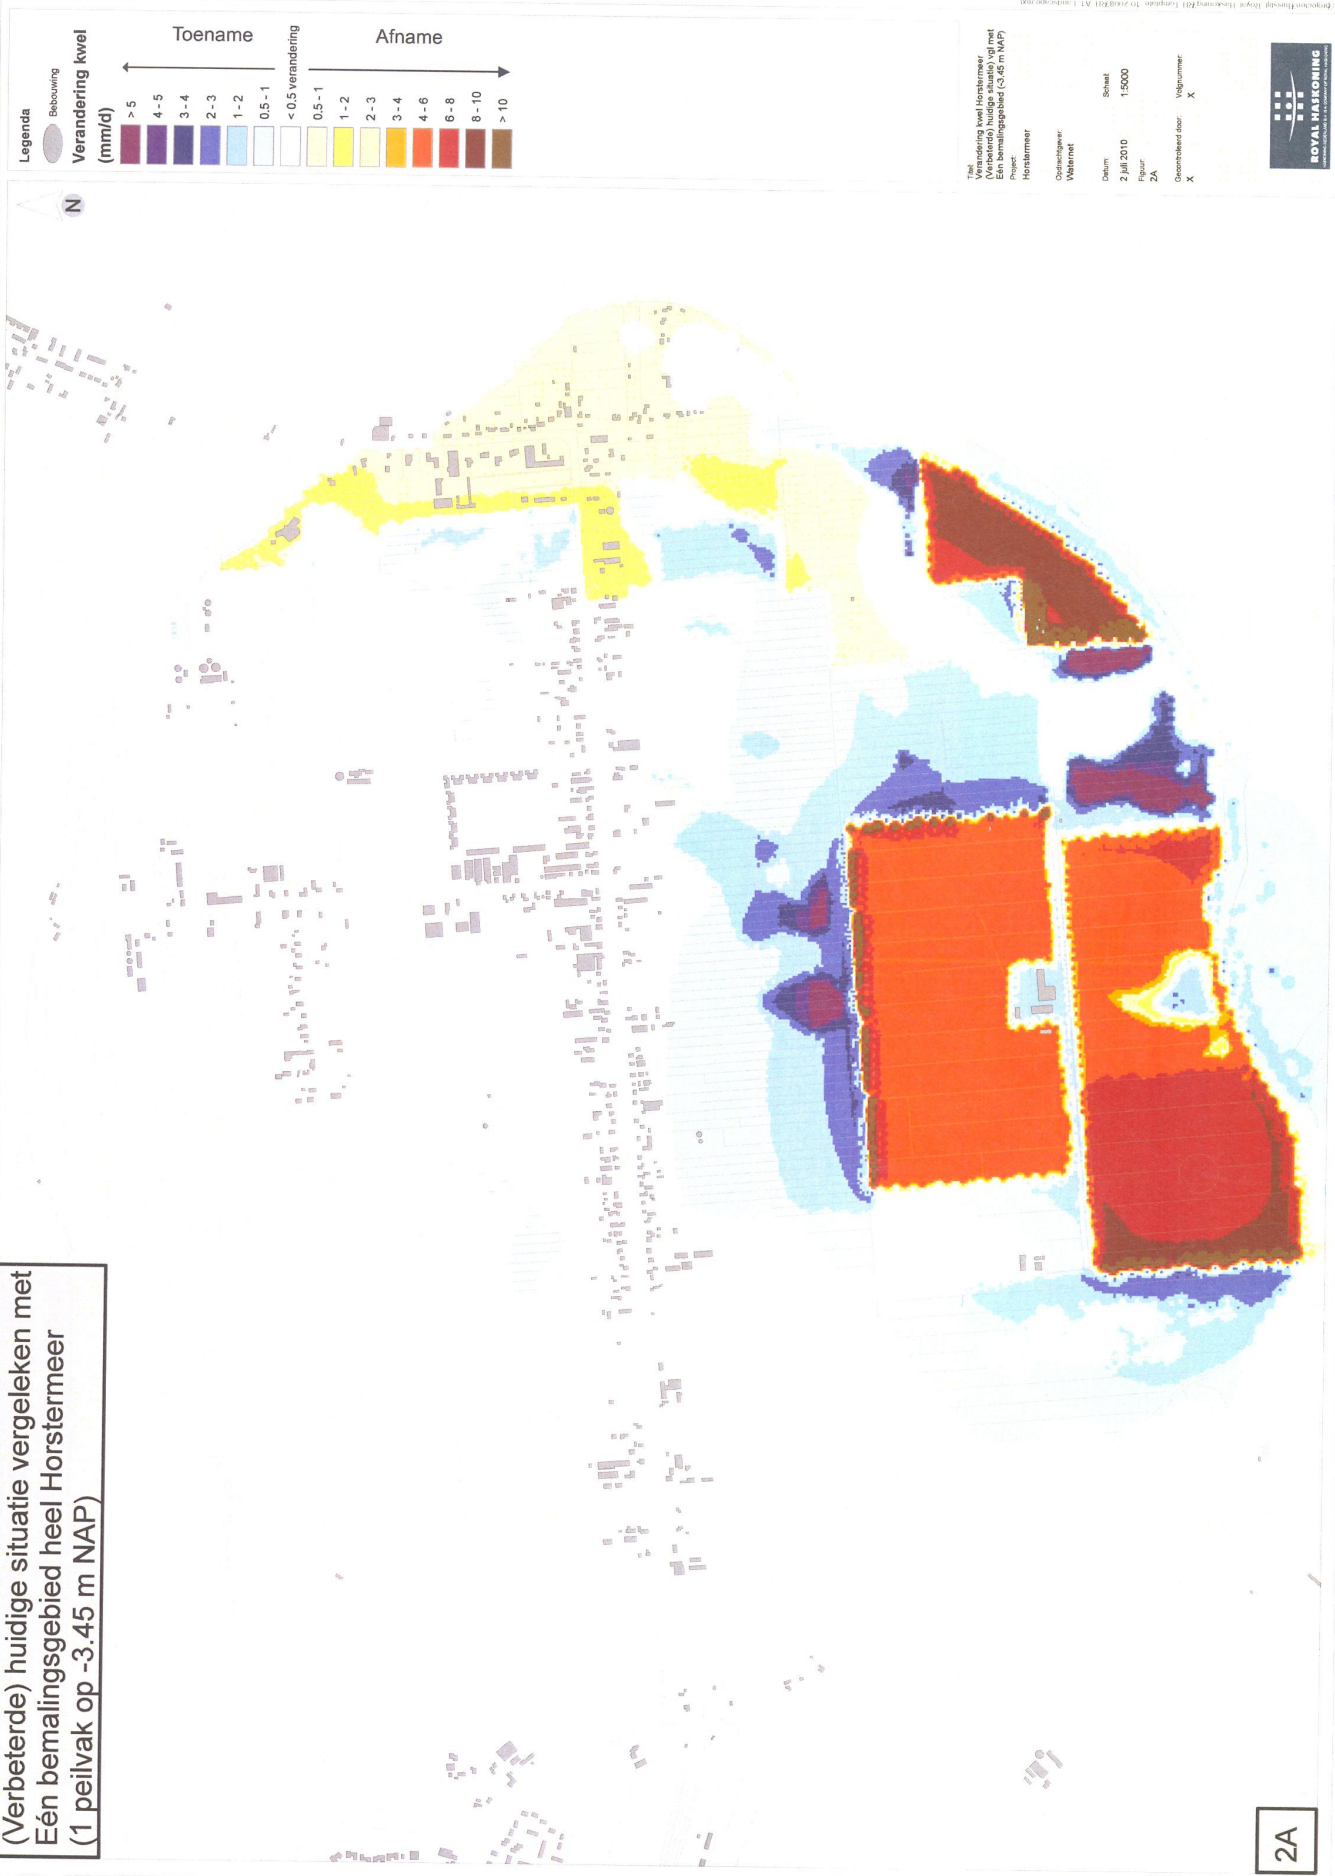 (Verbeterde) huidige situatie vergeleken met
Eén bemalingsgebied heel Horstermeer
(1 peilvak op -3.45 m NAP)
2A
N
Legenda
Bebouwing
Verandering kwel
(mm/d)
Toename
Afname
> 5
4 - 5
3 - 4
2 - 3
1 - 2
0.5 - 1
< 0.5 verandering
0.5 - 1
1 - 2
2 - 3
3 - 4
4 - 6
6 - 8
8 - 10
> 10
Titel:
Verandering kwel Horstermeer
(Verbeterde) huidige situatie) vgl met
Eén bemalingsgebied (-3,45 m NAP)
Project:
Horstermeer
Opdrachtgever:
Waternet
Datum:
Schaal:
2 juli 2010
1:5000
Figuur:
2A
Gecontroleerd door:
Volgnummer:
X
X
ROYAL HASKONING